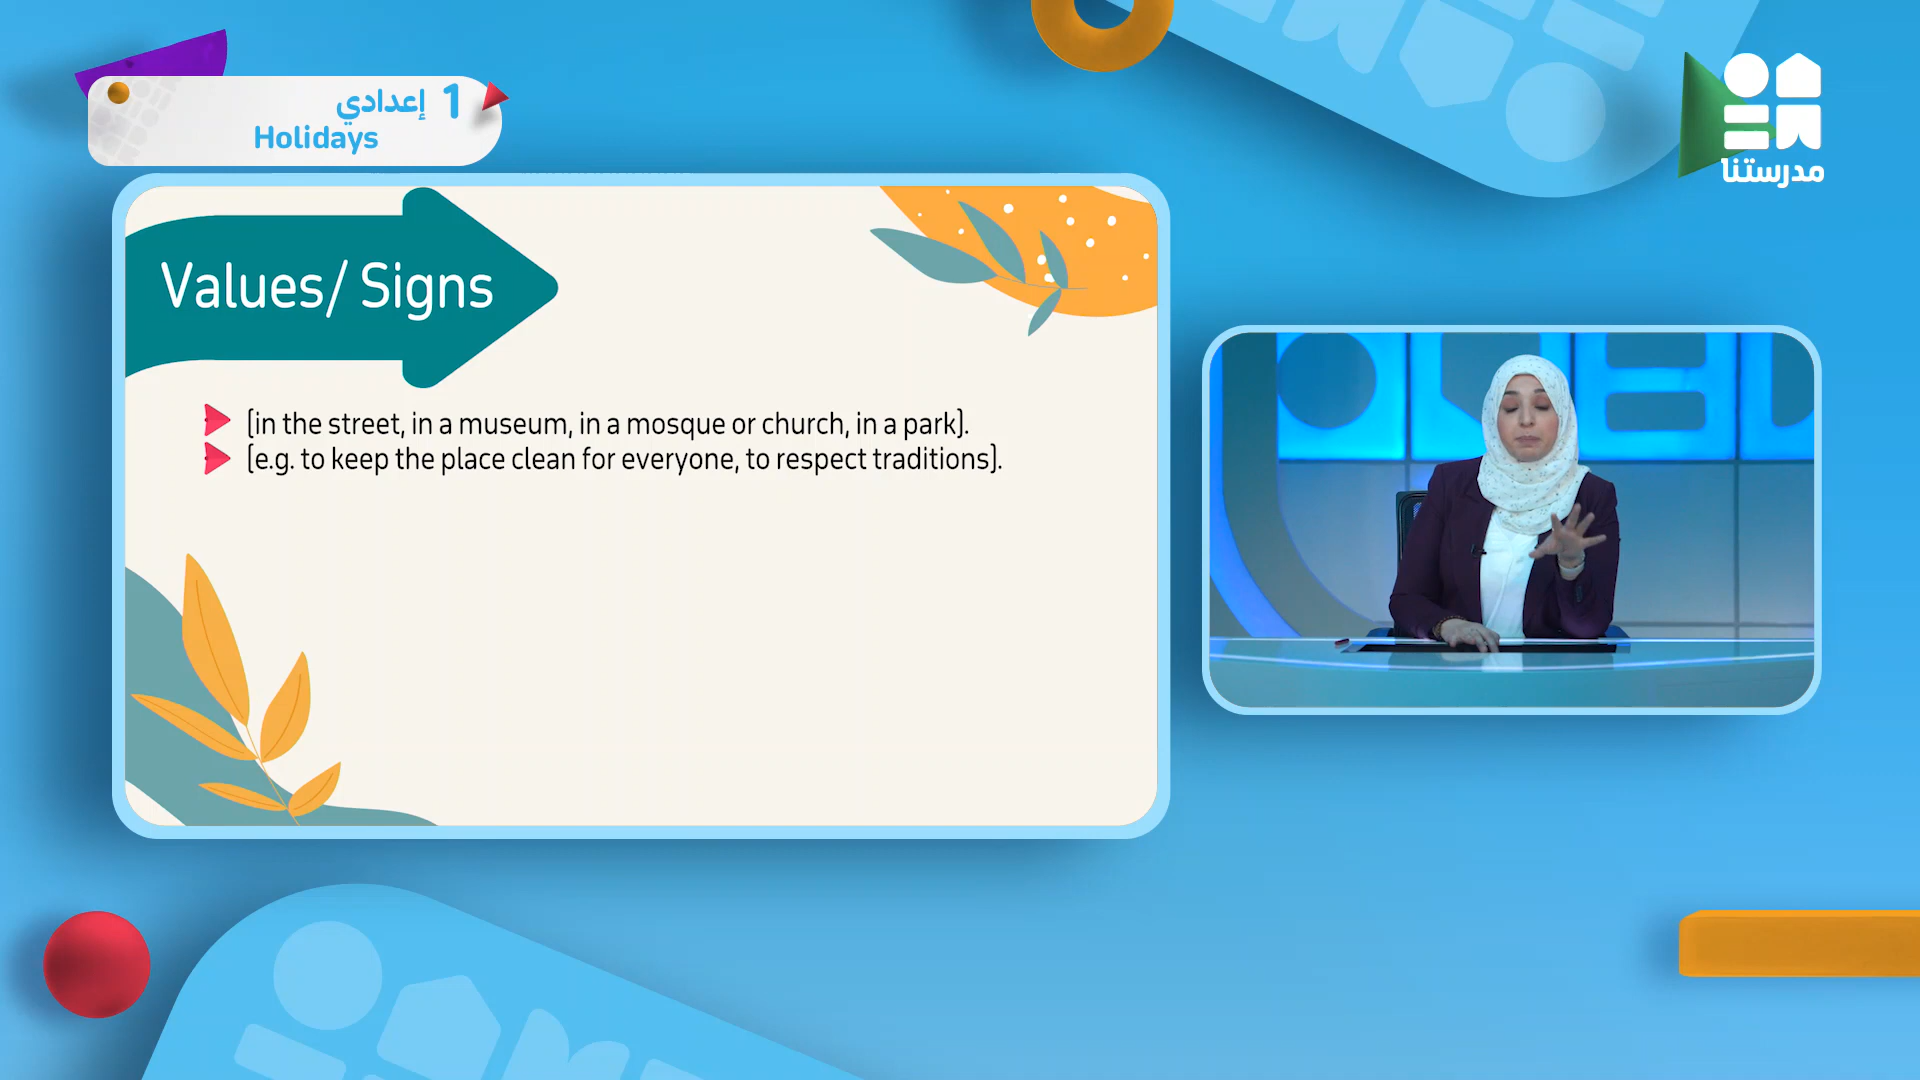 1 إعدادي
Holidays
مدرستنا
Values/ Signs
(in the street, in a museum, in a mosque or church, in a park).
(e.g. to keep the place clean for everyone, to respect traditions).